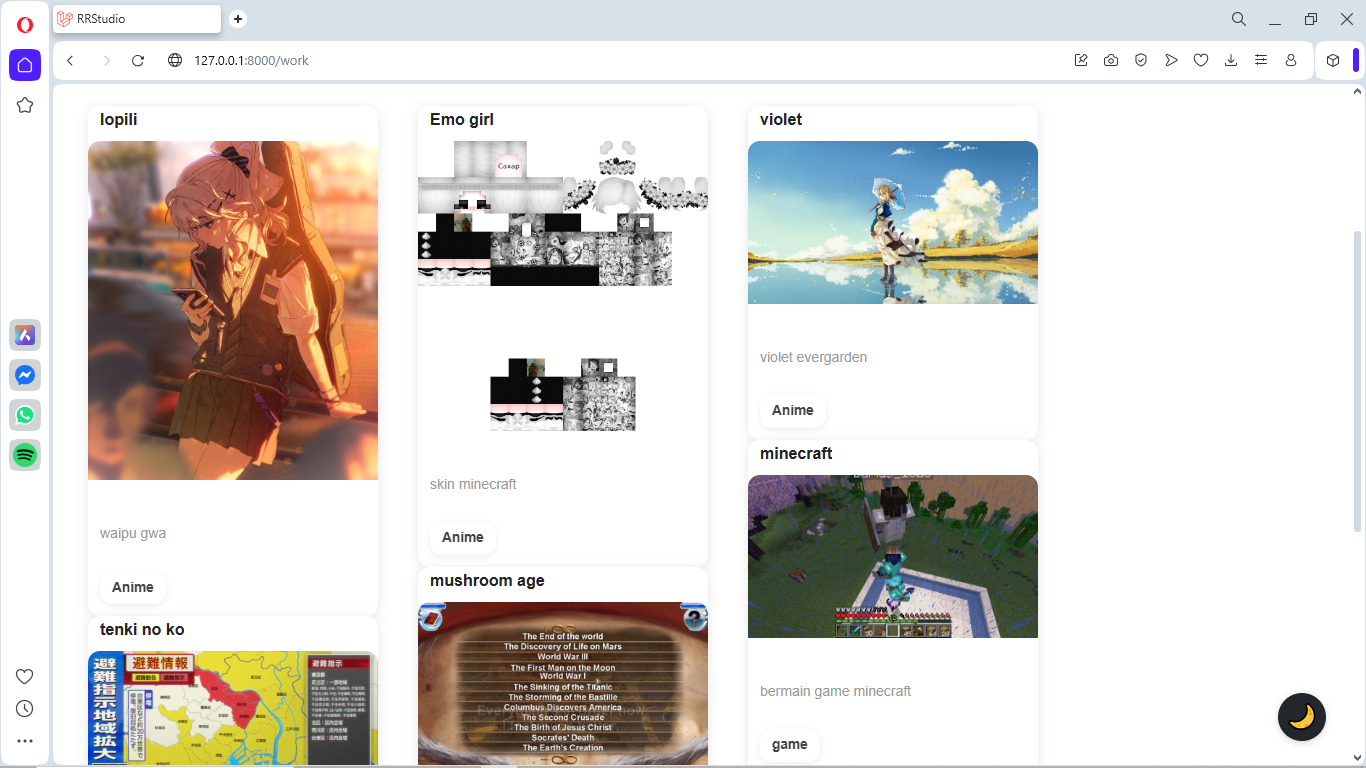 RRStudio
127.0.0.1:8000/work
lopili
waipu gwa
Anime
tenki no ko
避難情報
避難指示
避難指示地域拡大
Emo girl
Caxap
skin minecraft
Anime
mushroom age
The End of the world
The Discovery of Life on Mars
World War III
The First Man on the Moon
World War I
The Sinking of the Titanic
The Storming of the Bastille
Columbus Discovers America
The Second Crusade
The Birth of Jesus Christ
Socrates' Death
The Earth's Creation
violet
violet evergarden
Anime
minecraft
bermain game minecraft
game